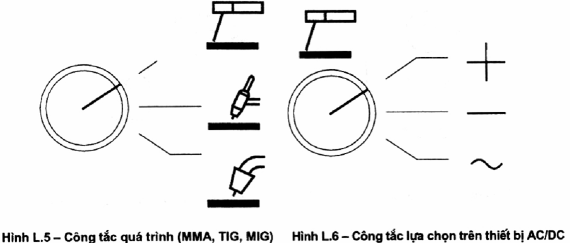 Hình L.5 – Công tắc quá trình (MMA, TIG, MIG)
Hình L.6 – Công tắc lựa chọn trên thiết bị AC/DC